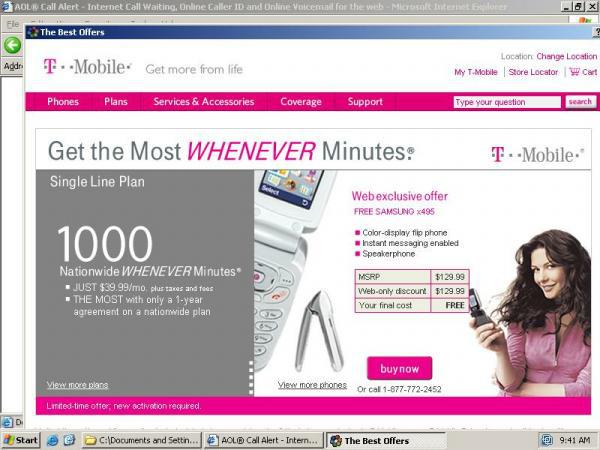 AOL® Call Alert - Internet Call Waiting, Online Caller ID and Online Voicemail for the web - Microsoft Internet Explorer
The Best Offers
T · · Mobile · Get more from life
Location: Change Location
My T-Mobile | Store Locator | Cart
Phones Plans Services & Accessories Coverage Support Type your question search
Get the Most WHENEVER Minutes.®
T · · Mobile · ®
Single Line Plan
Select
Web exclusive offer
FREE SAMSUNG x495
1000
Nationwide WHENEVER Minutes®
JUST $39.99/mo. plus taxes and fees
THE MOST with only a 1-year
agreement on a nationwide plan
Color-display flip phone
Instant messaging enabled
Speakerphone
MSRP $129.99
Web-only discount $129.99
Your final cost FREE
buy now
View more plans
View more phones
Or call 1-877-772-2452
Limited-time offer; new activation required.
Start
C:\Documents and Settin...
AOL® Call Alert - Intern...
The Best Offers
9:41 AM